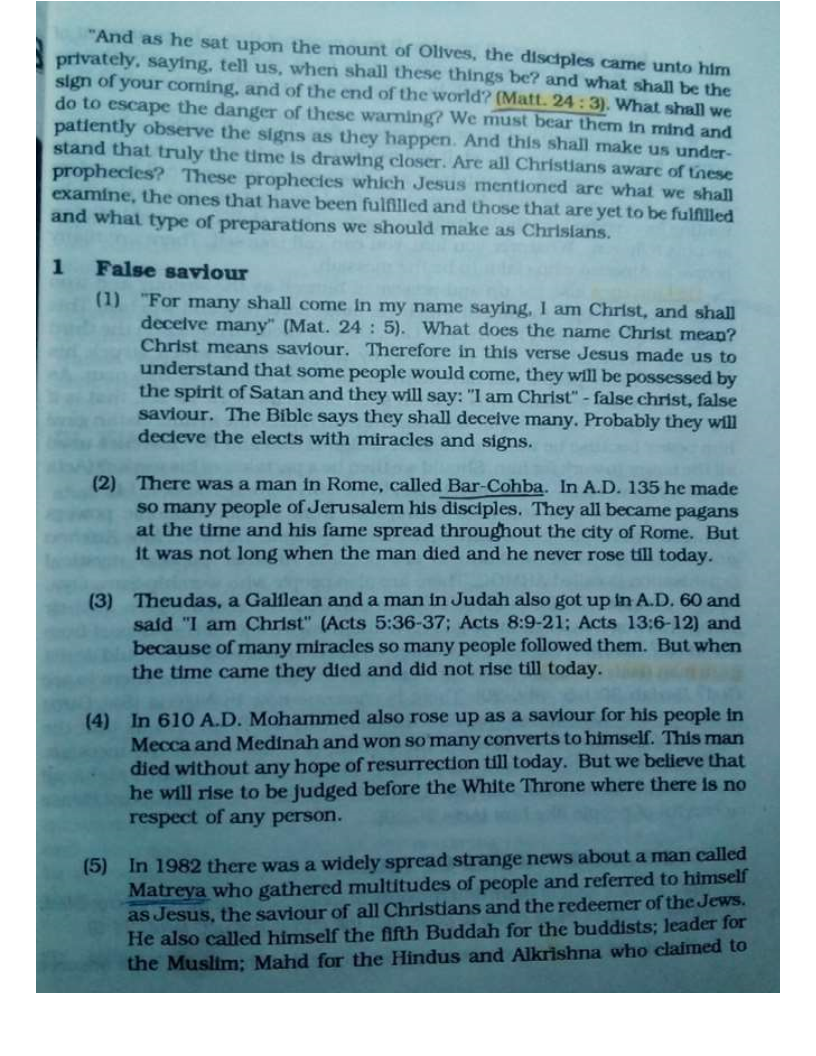 "And as he sat upon the mount of Olives, the disciples came unto him
privately, saying, tell us, when shall these things be? and what shall be the
sign of your coming, and of the end of the world? (Matt. 24 : 3). What shall we
do to escape the danger of these warning? We must bear them in mind and
patiently observe the signs as they happen. And this shall make us under-
stand that truly the time is drawing closer. Are all Christians aware of these
prophecies? These prophecies which Jesus mentioned are what we shall
examine, the ones that have been fulfilled and those that are yet to be fulfilled
and what type of preparations we should make as Chrisians.
1 False saviour
(1) "For many shall come in my name saying, I am Christ, and shall
deceive many" (Mat. 24 : 5). What does the name Christ mean?
Christ means saviour. Therefore in this verse Jesus made us to
understand that some people would come, they will be possessed by
the spirit of Satan and they will say: "I am Christ" - false christ, false
saviour. The Bible says they shall deceive many. Probably they will
decieve the elects with miracles and signs.
(2) There was a man in Rome, called Bar-Cohba. In A.D. 135 he made
so many people of Jerusalem his disciples. They all became pagans
at the time and his fame spread throughout the city of Rome. But
it was not long when the man died and he never rose till today.
(3) Theudas, a Galilean and a man in Judah also got up in A.D. 60 and
said "I am Christ" (Acts 5:36-37; Acts 8:9-21; Acts 13:6-12) and
because of many miracles so many people followed them. But when
the time came they died and did not rise till today.
(4) In 610 A.D. Mohammed also rose up as a saviour for his people in
Mecca and Medinah and won so many converts to himself. This man
died without any hope of resurrection till today. But we believe that
he will rise to be judged before the White Throne where there is no
respect of any person.
(5) In 1982 there was a widely spread strange news about a man called
Matreya who gathered multitudes of people and referred to himself
as Jesus, the saviour of all Christians and the redeemer of the Jews.
He also called himself the fifth Buddah for the buddists; leader for
the Muslim; Mahd for the Hindus and Alkrishna who claimed to